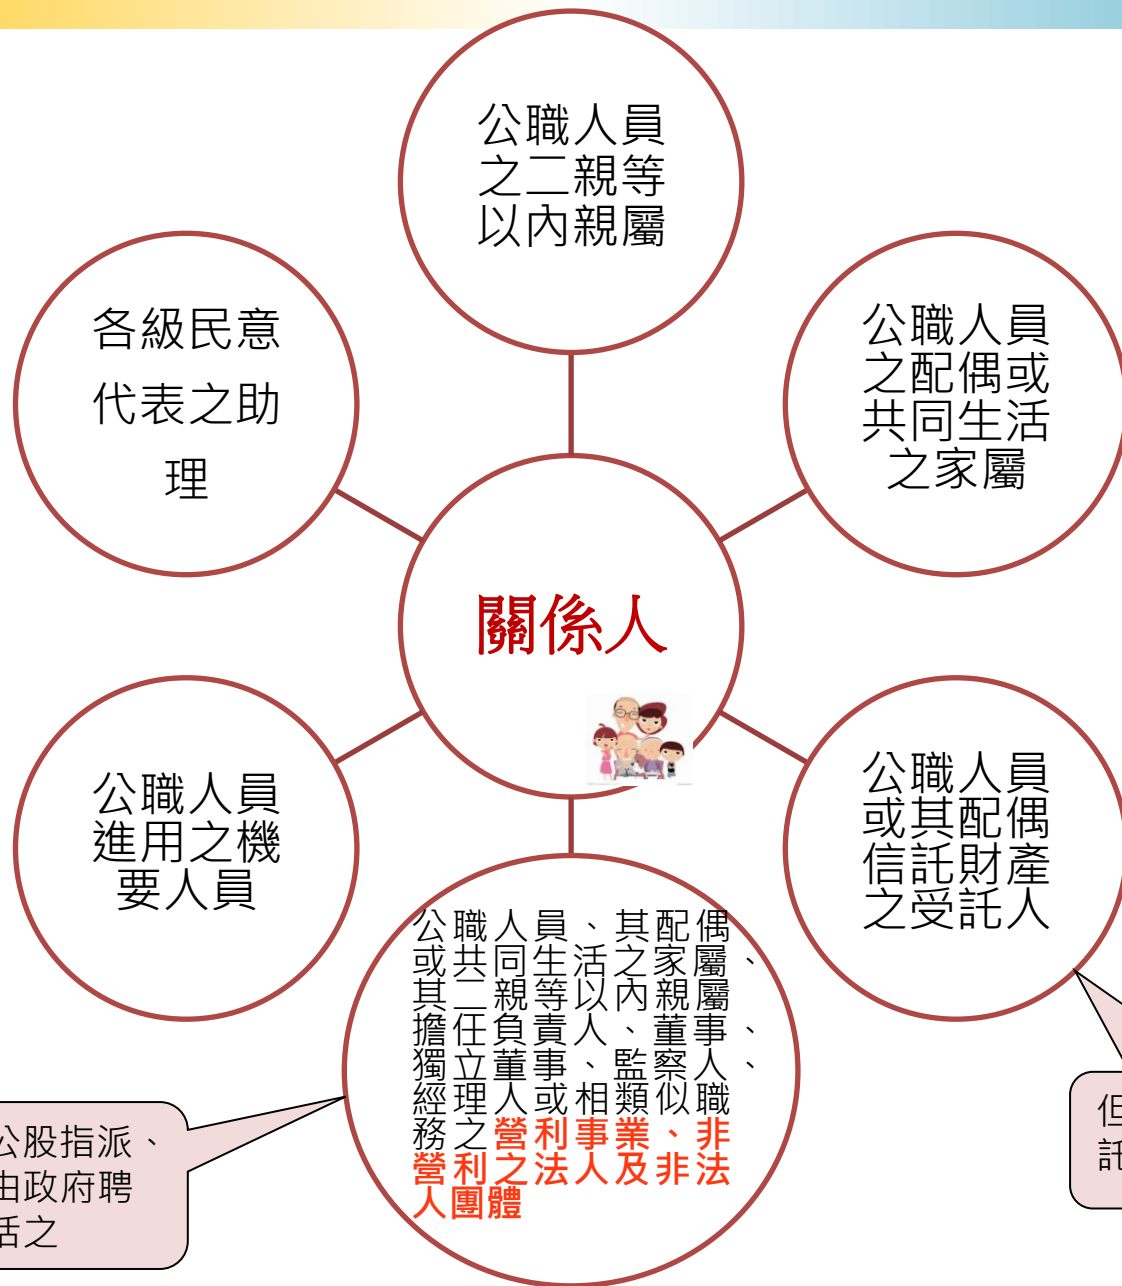 公職人員
之二親等
以內親屬
各級民意
代表之助
理
公職人員
之配偶或
共同生活
之家屬
關係人
公職人員
進用之機
要人員
公職人員
或其配偶
信託財產
之受託人
公職人員、其配偶
或共同生活之家屬、
其二親等以內親屬
擔任負責人、董事、
獨立董事、監察人、
經理人或相類似職
務之營利事業、非
營利之法人及非法
人團體
公股指派、
由政府聘
括之
但
託